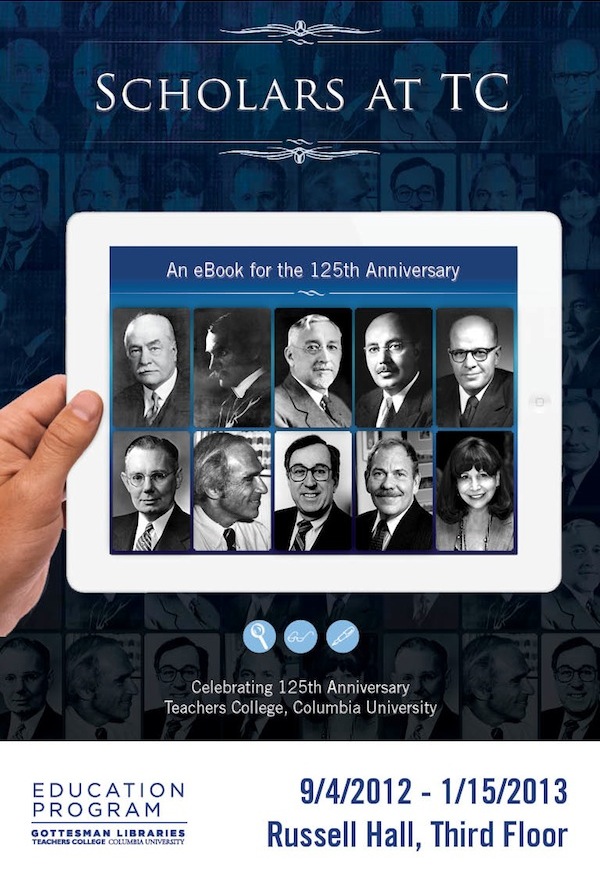 SCHOLARS AT TC
An eBook for the 125th Anniversary
Celebrating 125th Anniversary
Teachers College, Columbia University
EDUCATION
PROGRAM
GOTTESMAN LIBRARIES
TEACHERS COLLEGE COLUMBIA UNIVERSITY
9/4/2012 - 1/15/2013
Russell Hall, Third Floor